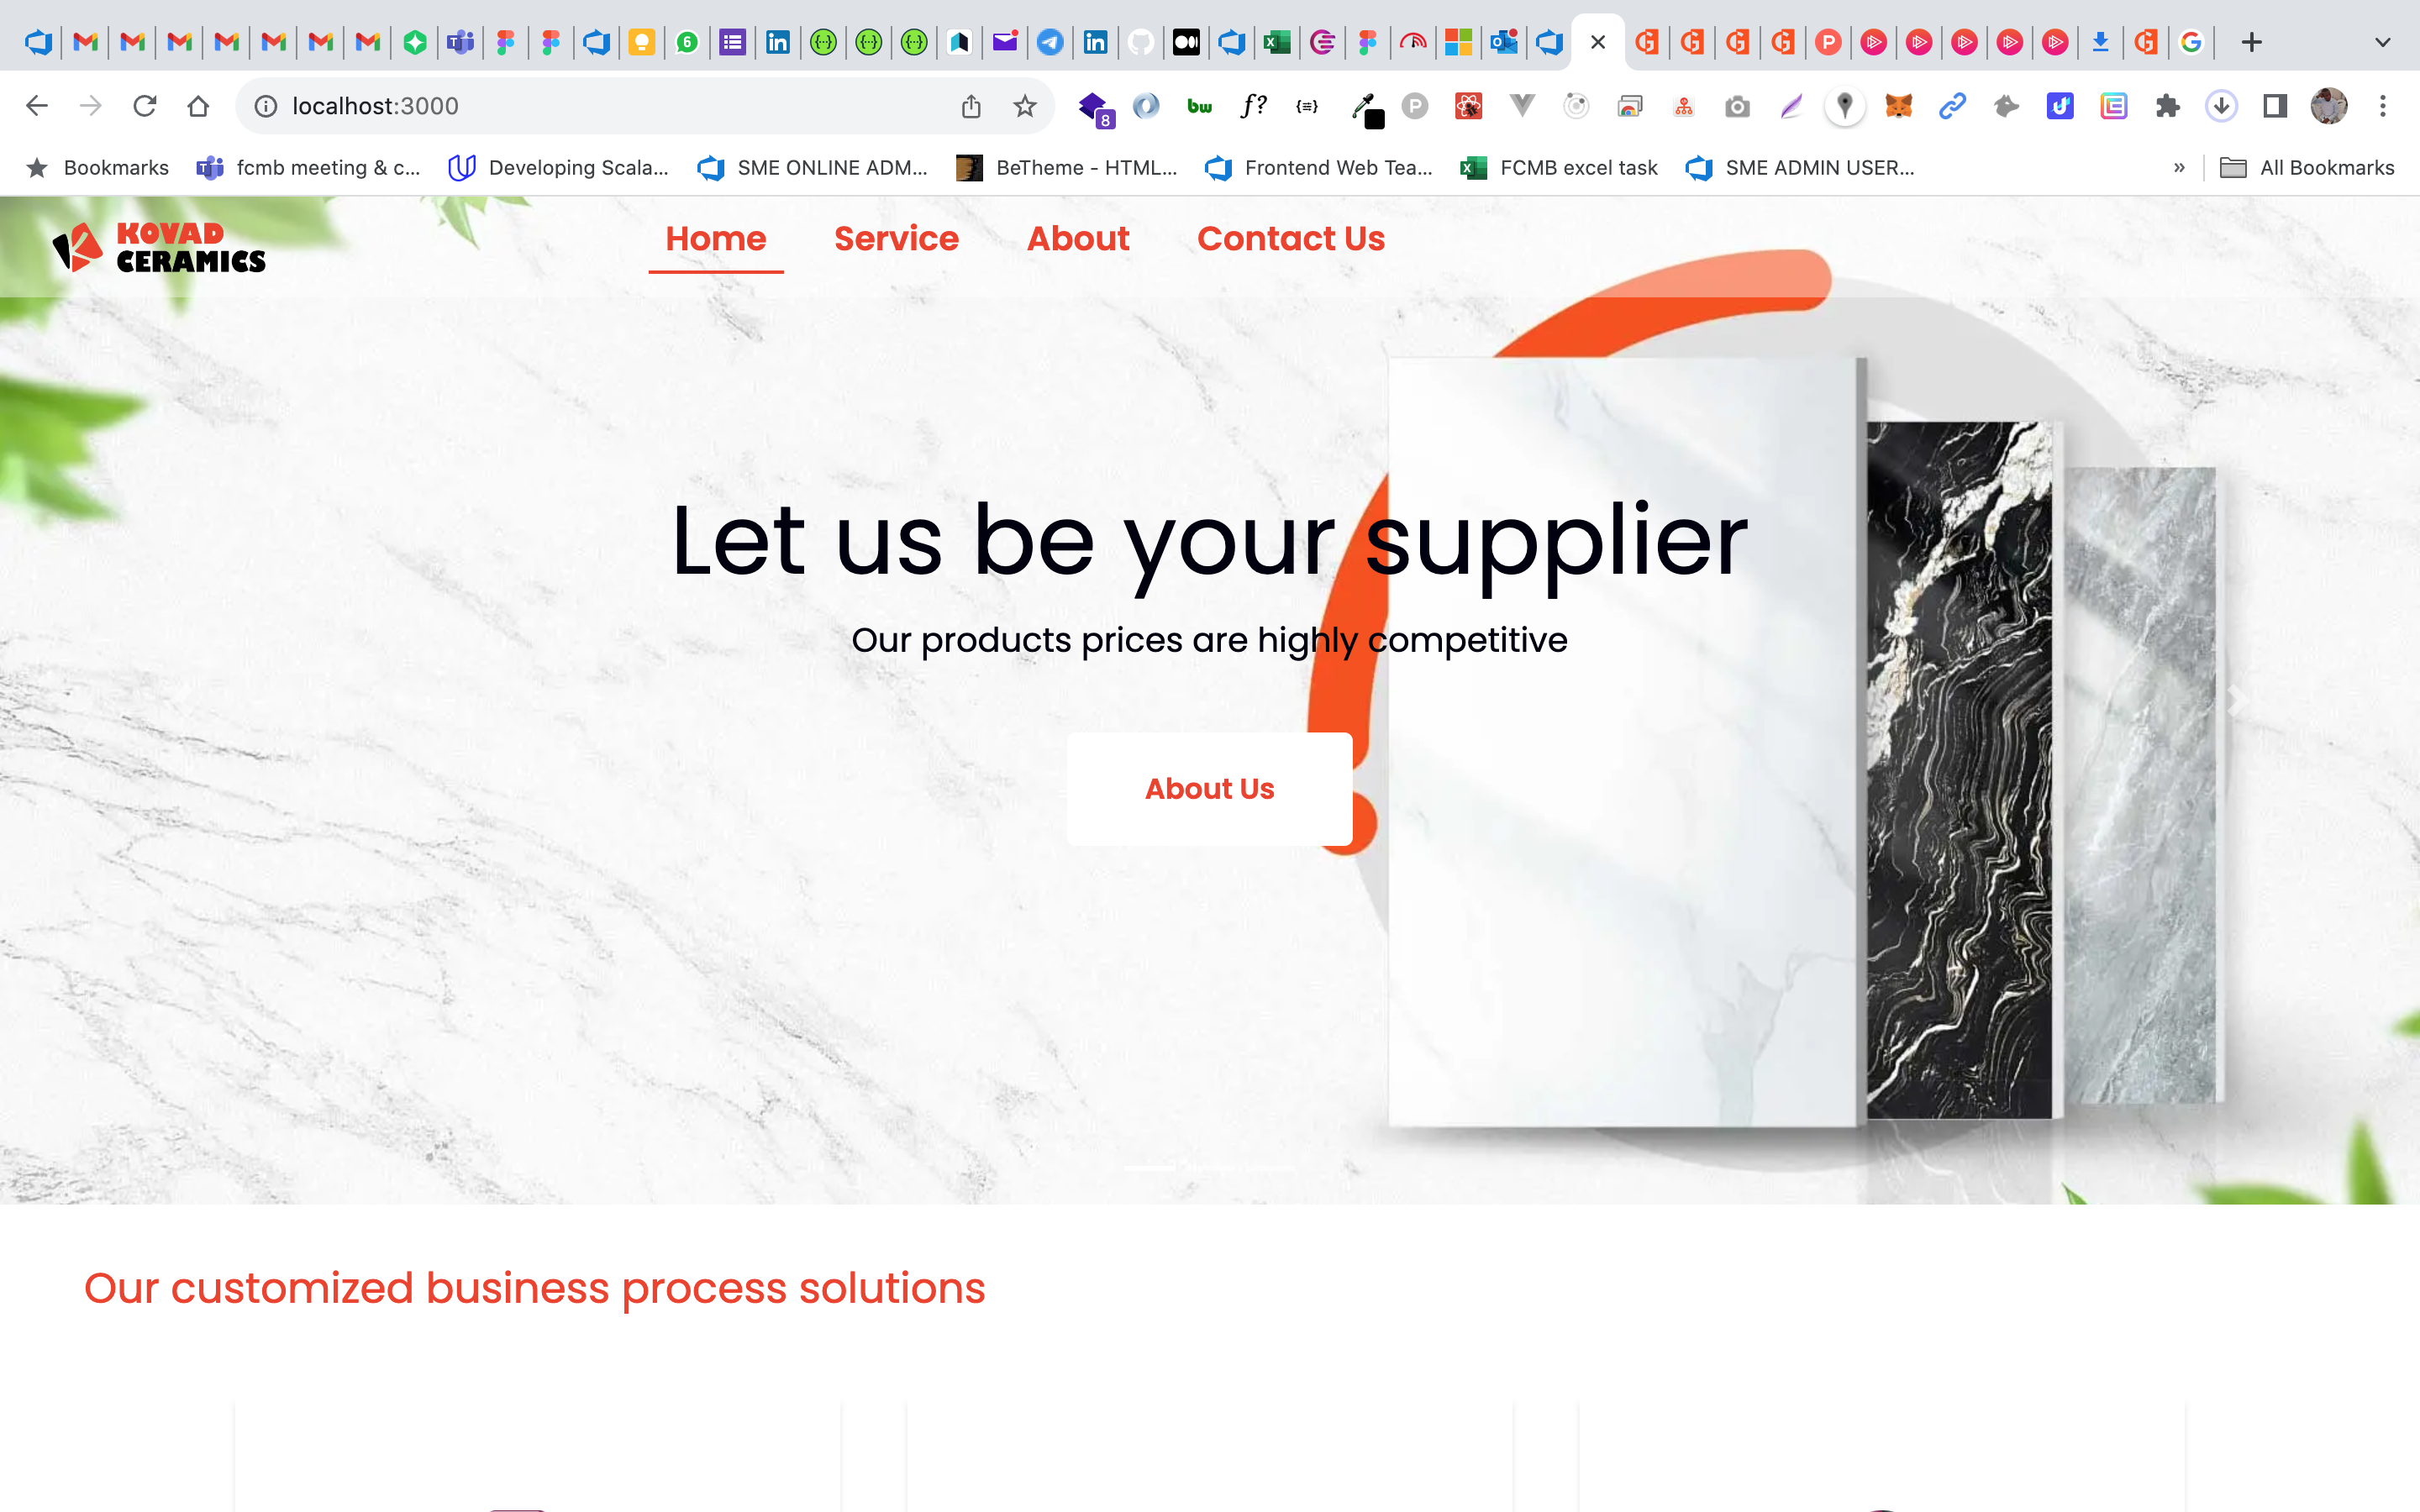 localhost:3000
8
Bookmarks
fcmb meeting & c...
Developing Scala...
SME ONLINE ADM...
BeTheme - HTML...
Frontend Web Tea...
FCMB excel task
SME ADMIN USER...
»
All Bookmarks
KOVAD
CERAMICS
Home
Service
About
Contact Us
Let us be your supplier
Our products prices are highly competitive
About Us
Our customized business process solutions